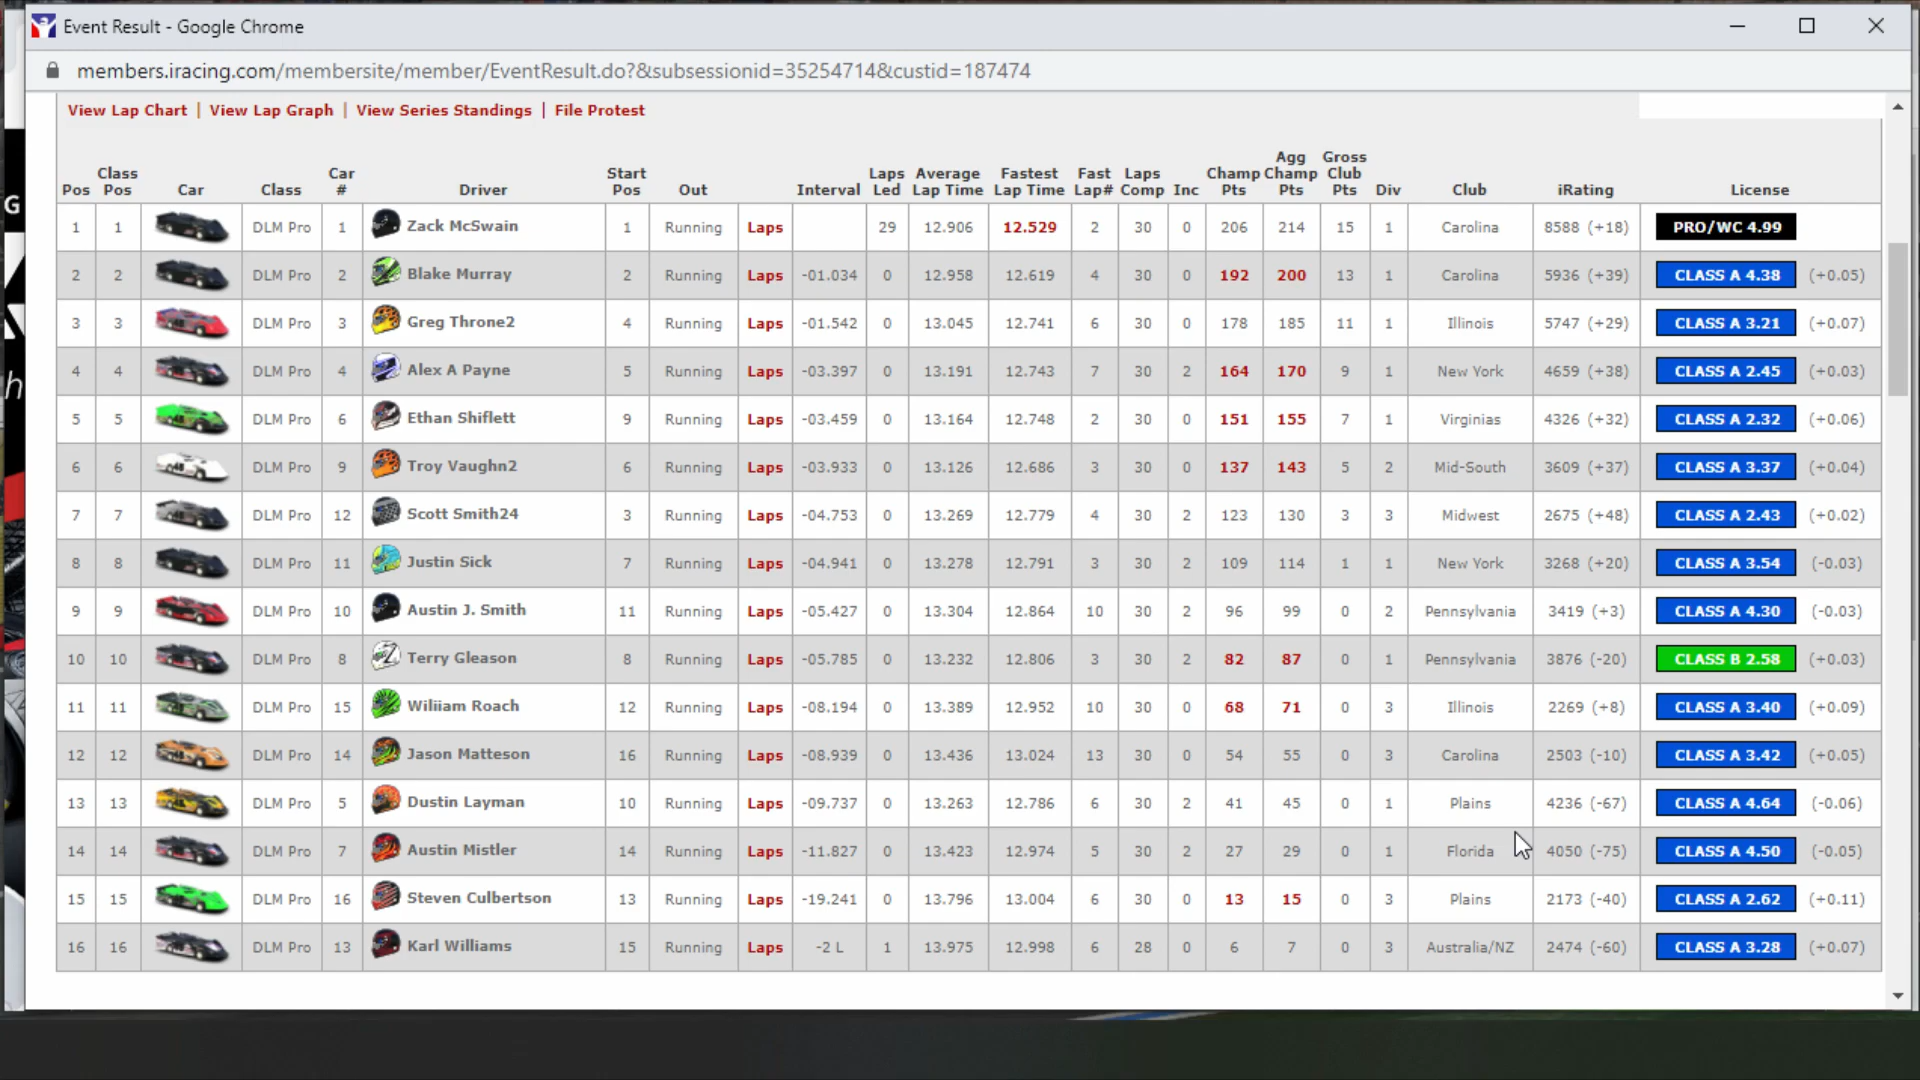 Event Result - Google Chrome
members.iracing.com/membersite/member/EventResult.do?&subsessionid=35254714&custid=187474
View Lap Chart | View Lap Graph | View Series Standings | File Protest
Pos Class Pos Car Class Car # Driver Start Pos Out Interval Laps Led Average Lap Time Fastest Lap Time Fast Lap# Laps Comp Inc Champ Pts Agg Champ Pts Gross Club Pts Div Club iRating License
1 1 DLM Pro 1 Zack McSwain 1 Running Laps 29 12.906 12.529 2 30 0 206 214 15 1 Carolina 8588 (+18) PRO/WC 4.99
2 2 DLM Pro 2 Blake Murray 2 Running Laps -01.034 0 12.958 12.619 4 30 0 192 200 13 1 Carolina 5936 (+39) CLASS A 4.38 (+0.05)
3 3 DLM Pro 3 Greg Throne2 4 Running Laps -01.542 0 13.045 12.741 6 30 0 178 185 11 1 Illinois 5747 (+29) CLASS A 3.21 (+0.07)
4 4 DLM Pro 4 Alex A Payne 5 Running Laps -03.397 0 13.191 12.743 7 30 2 164 170 9 1 New York 4659 (+38) CLASS A 2.45 (+0.03)
5 5 DLM Pro 6 Ethan Shiflett 9 Running Laps -03.459 0 13.164 12.748 2 30 0 151 155 7 1 Virginias 4326 (+32) CLASS A 2.32 (+0.06)
6 6 DLM Pro 9 Troy Vaughn2 6 Running Laps -03.933 0 13.126 12.686 3 30 0 137 143 5 2 Mid-South 3609 (+37) CLASS A 3.37 (+0.04)
7 7 DLM Pro 12 Scott Smith24 3 Running Laps -04.753 0 13.269 12.779 4 30 2 123 130 3 3 Midwest 2675 (+48) CLASS A 2.43 (+0.02)
8 8 DLM Pro 11 Justin Sick 7 Running Laps -04.941 0 13.278 12.791 3 30 2 109 114 1 1 New York 3268 (+20) CLASS A 3.54 (-0.03)
9 9 DLM Pro 10 Austin J. Smith 11 Running Laps -05.427 0 13.304 12.864 10 30 2 96 99 0 2 Pennsylvania 3419 (+3) CLASS A 4.30 (-0.03)
10 10 DLM Pro 8 Terry Gleason 8 Running Laps -05.785 0 13.232 12.806 3 30 2 82 87 0 1 Pennsylvania 3876 (-20) CLASS B 2.58 (+0.03)
11 11 DLM Pro 15 Wiliiam Roach 12 Running Laps -08.194 0 13.389 12.952 10 30 0 68 71 0 3 Illinois 2269 (+8) CLASS A 3.40 (+0.09)
12 12 DLM Pro 14 Jason Matteson 16 Running Laps -08.939 0 13.436 13.024 13 30 0 54 55 0 3 Carolina 2503 (-10) CLASS A 3.42 (+0.05)
13 13 DLM Pro 5 Dustin Layman 10 Running Laps -09.737 0 13.263 12.786 6 30 2 41 45 0 1 Plains 4236 (-67) CLASS A 4.64 (-0.06)
14 14 DLM Pro 7 Austin Mistler 14 Running Laps -11.827 0 13.423 12.974 5 30 2 27 29 0 1 Florida 4050 (-75) CLASS A 4.50 (-0.05)
15 15 DLM Pro 16 Steven Culbertson 13 Running Laps -19.241 0 13.796 13.004 6 30 0 13 15 0 3 Plains 2173 (-40) CLASS A 2.62 (+0.11)
16 16 DLM Pro 13 Karl Williams 15 Running Laps -2 L 1 13.975 12.998 6 28 0 6 7 0 3 Australia/NZ 2474 (-60) CLASS A 3.28 (+0.07)